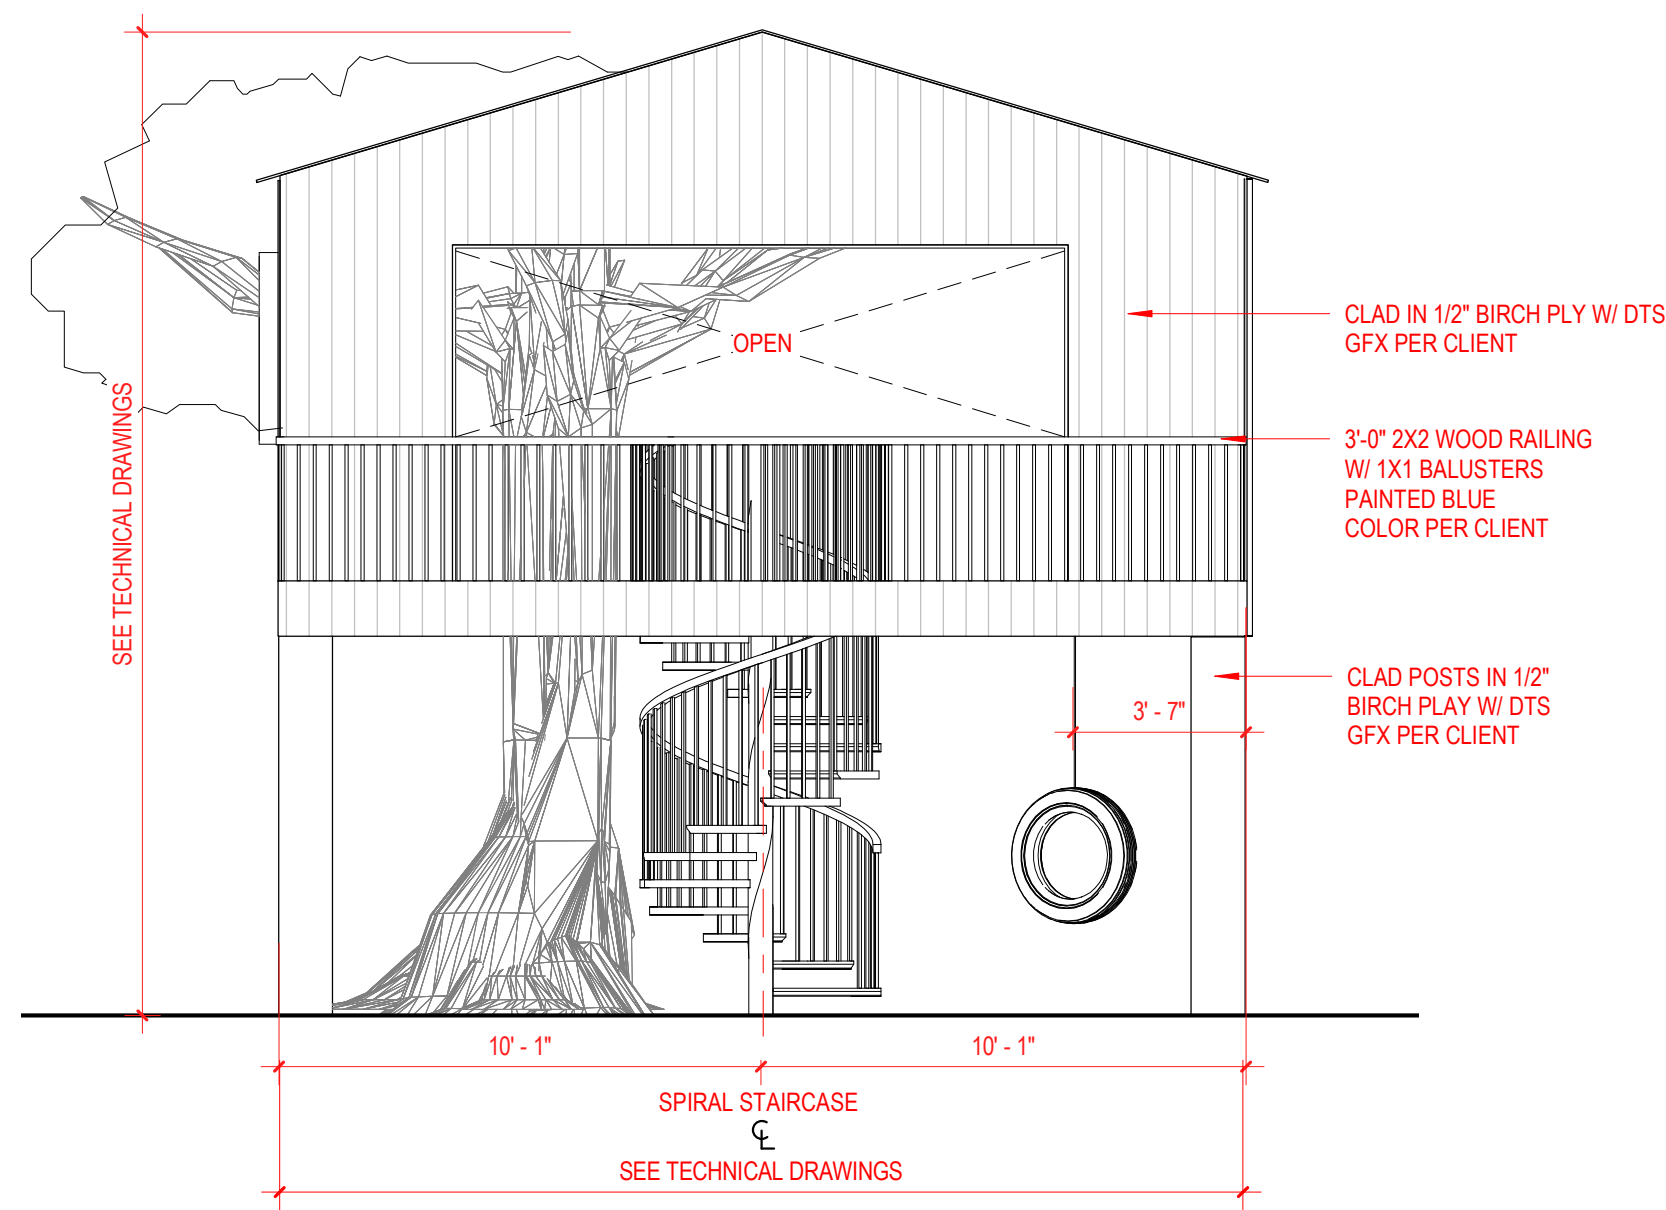 OPEN
CLAD IN 1/2" BIRCH PLY W/ DTS
GFX PER CLIENT
3'-0" 2X2 WOOD RAILING
W/ 1X1 BALUSTERS
PAINTED BLUE
COLOR PER CLIENT
SEE TECHNICAL DRAWINGS
CLAD POSTS IN 1/2"
BIRCH PLAY W/ DTS
GFX PER CLIENT
3' - 7"
10' - 1"
10' - 1"
SPIRAL STAIRCASE
℄
SEE TECHNICAL DRAWINGS